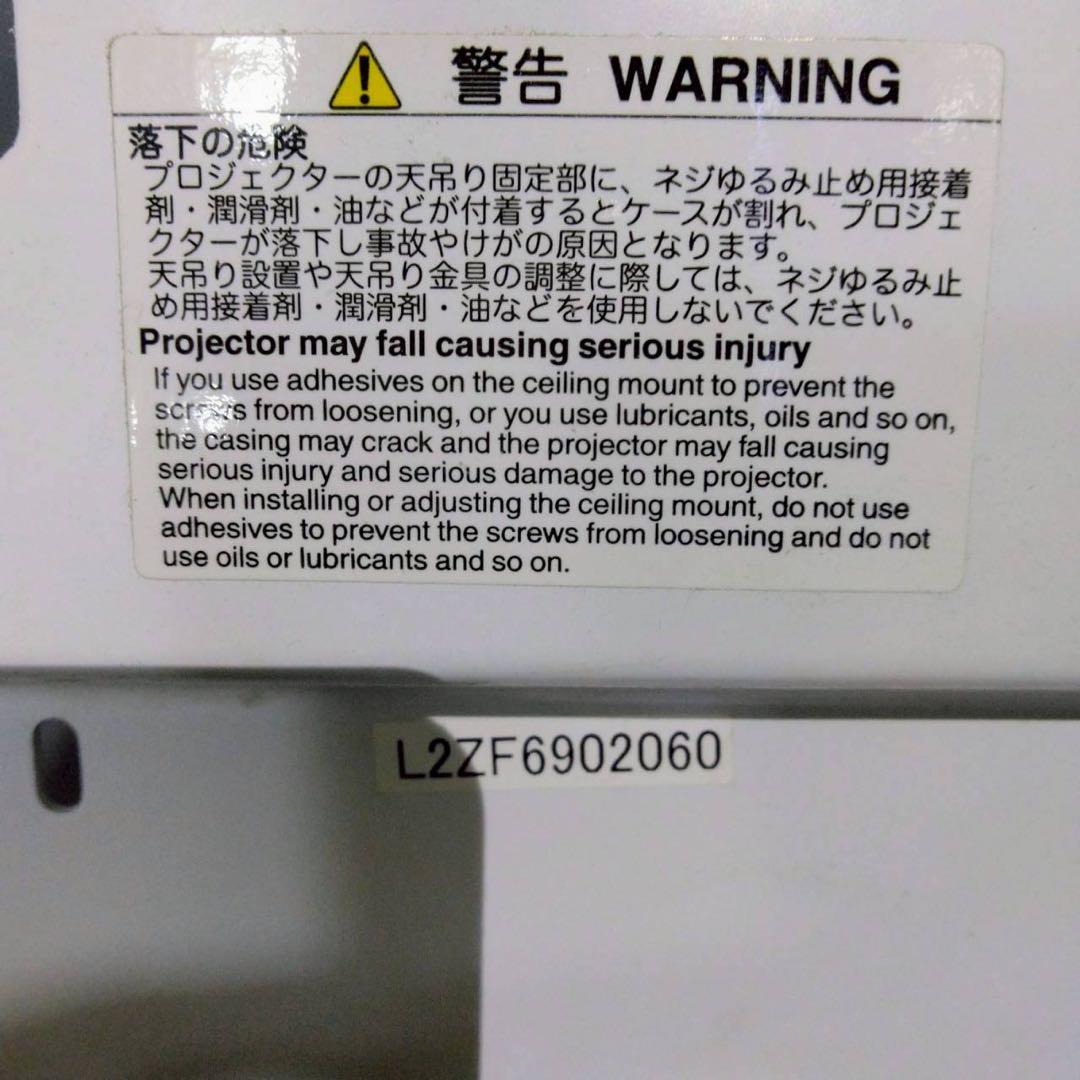 警告 WARNING
落下の危険
プロジェクターの天吊り固定部に、ネジゆるみ止め用接着
剤・潤滑剤・油などが付着するとケースが割れ、プロジェ
クターが落下し事故やけがの原因となります。
天吊り設置や天吊り金具の調整に際しては、ネジゆるみ止
め用接着剤・潤滑剤・油などを使用しないでください。
Projector may fall causing serious injury
If you use adhesives on the ceiling mount to prevent the
screws from loosening, or you use lubricants, oils and so on,
the casing may crack and the projector may fall causing
serious injury and serious damage to the projector.
When installing or adjusting the ceiling mount, do not use
adhesives to prevent the screws from loosening and do not
use oils or lubricants and so on.
L2ZF6902060